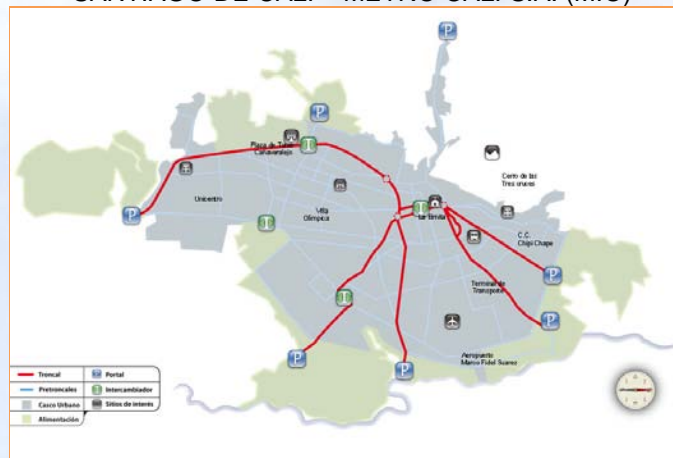 SANTIAGO DE CALI - METRO CALI S.A. (MIO)
P
P
Plaza de Toros
Cañaveralejo
Cerro de las
Tres cruces
Unicentro
Villa
Olímpica
La Ermita
C.C.
Chipi Chape
P
P
Terminal de
Transporte
P
Aeropuerto
Marco Fidel Suarez
P
P
Troncal
Portal
Pretroncales
Intercambiador
Casco Urbano
Sitios de interés
Alimentación